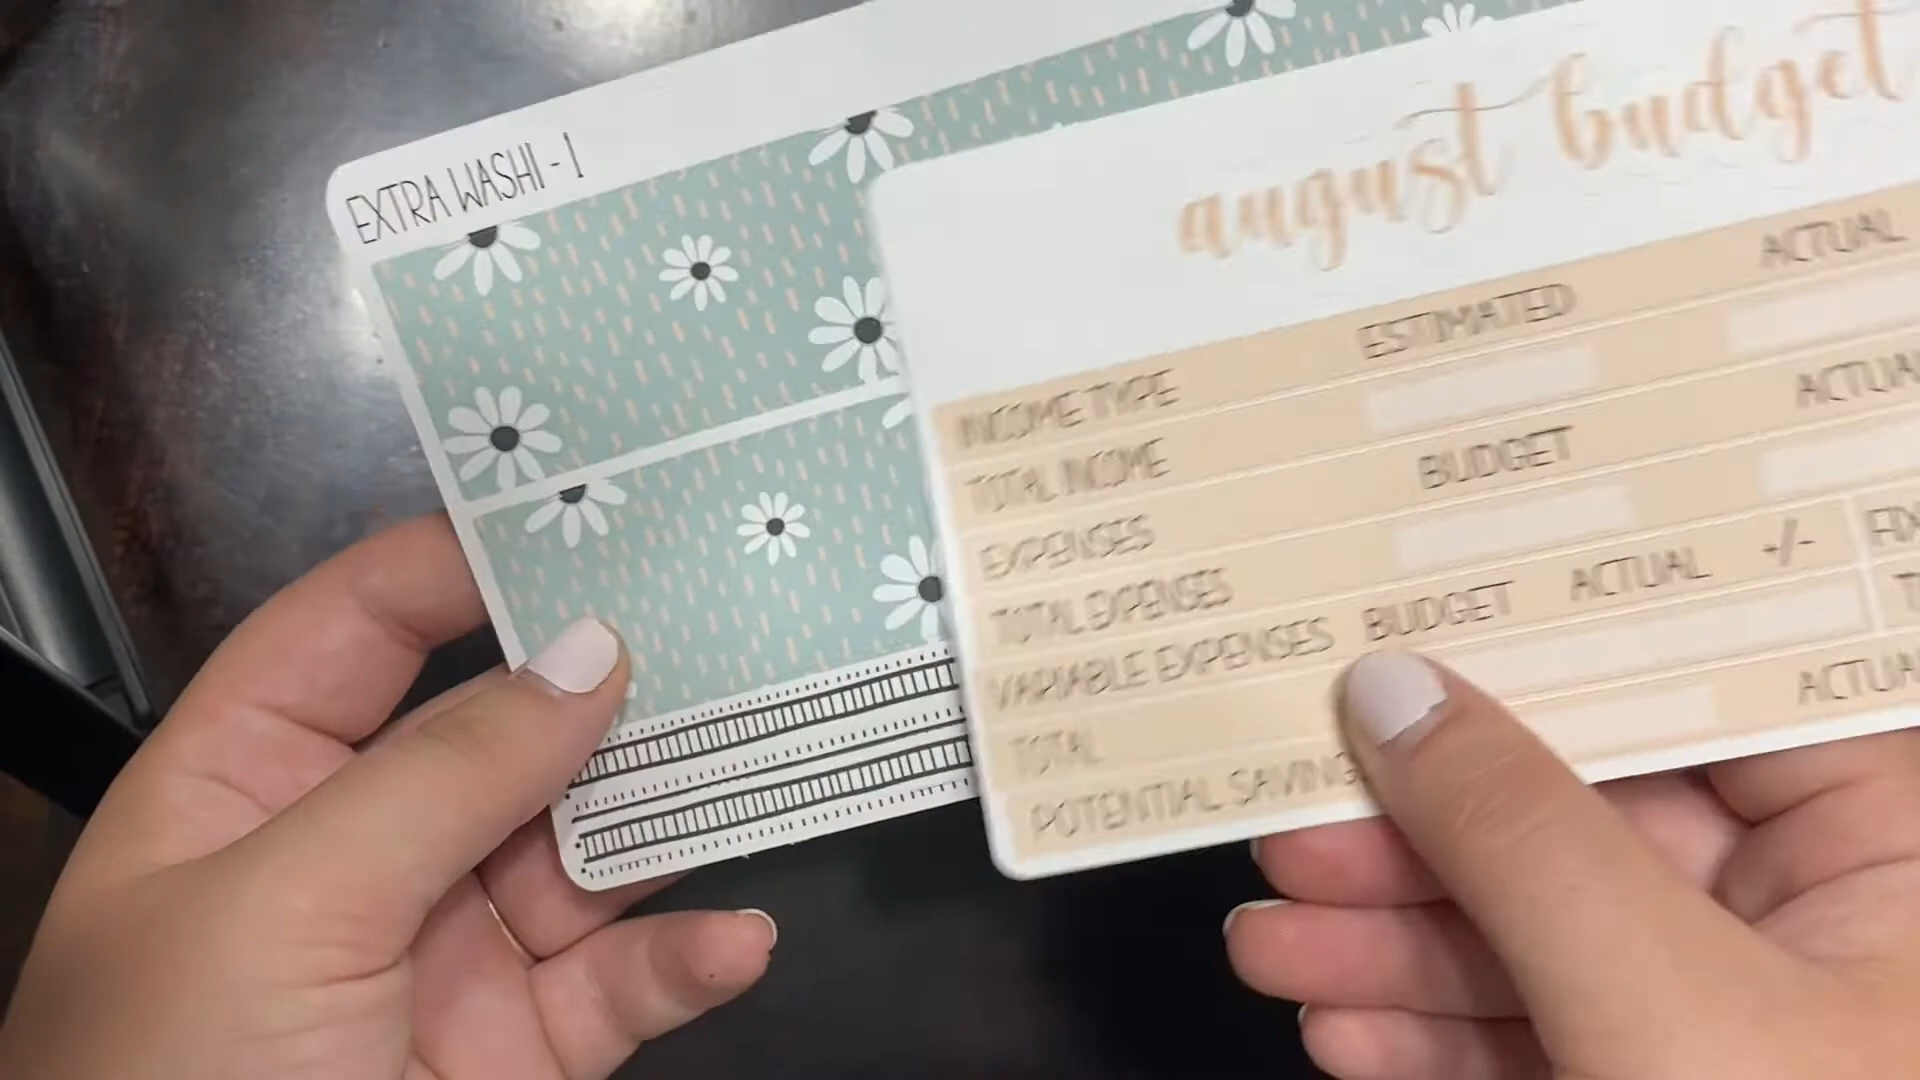 EXTRA WASHI - 1
august budget
ESTIMATED ACTUAL
INCOME TYPE
TOTAL INCOME
BUDGET ACTUAL
EXPENSES
TOTAL EXPENSES
VARIABLE EXPENSES BUDGET ACTUAL +/-
TOTAL
ACTUAL
POTENTIAL